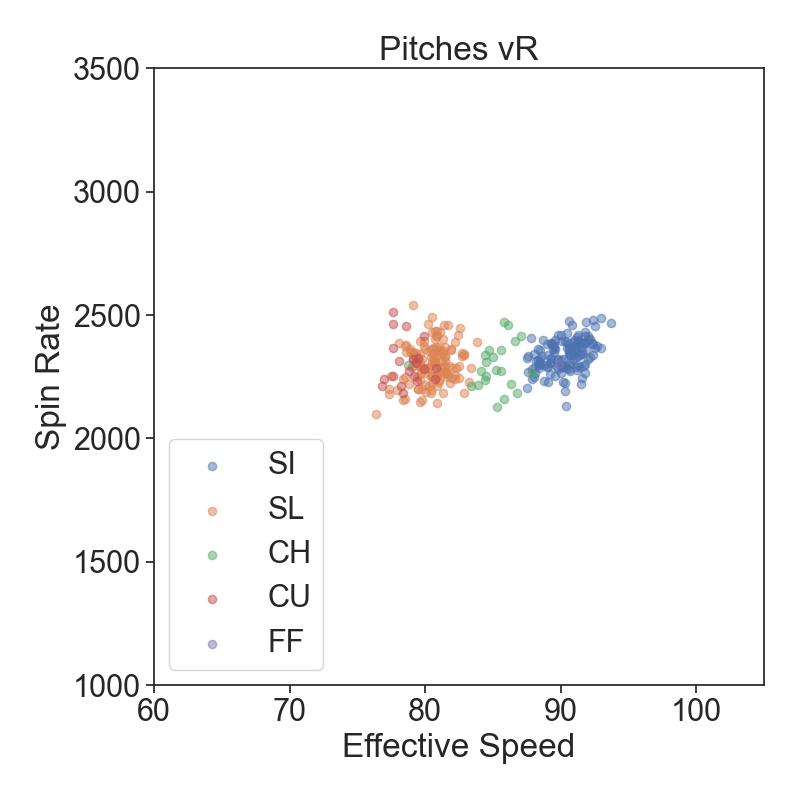 Pitches vR
3500
3000
2500
2000
1500
1000
Spin Rate
SI
SL
CH
CU
FF
60 70 80 90 100
Effective Speed